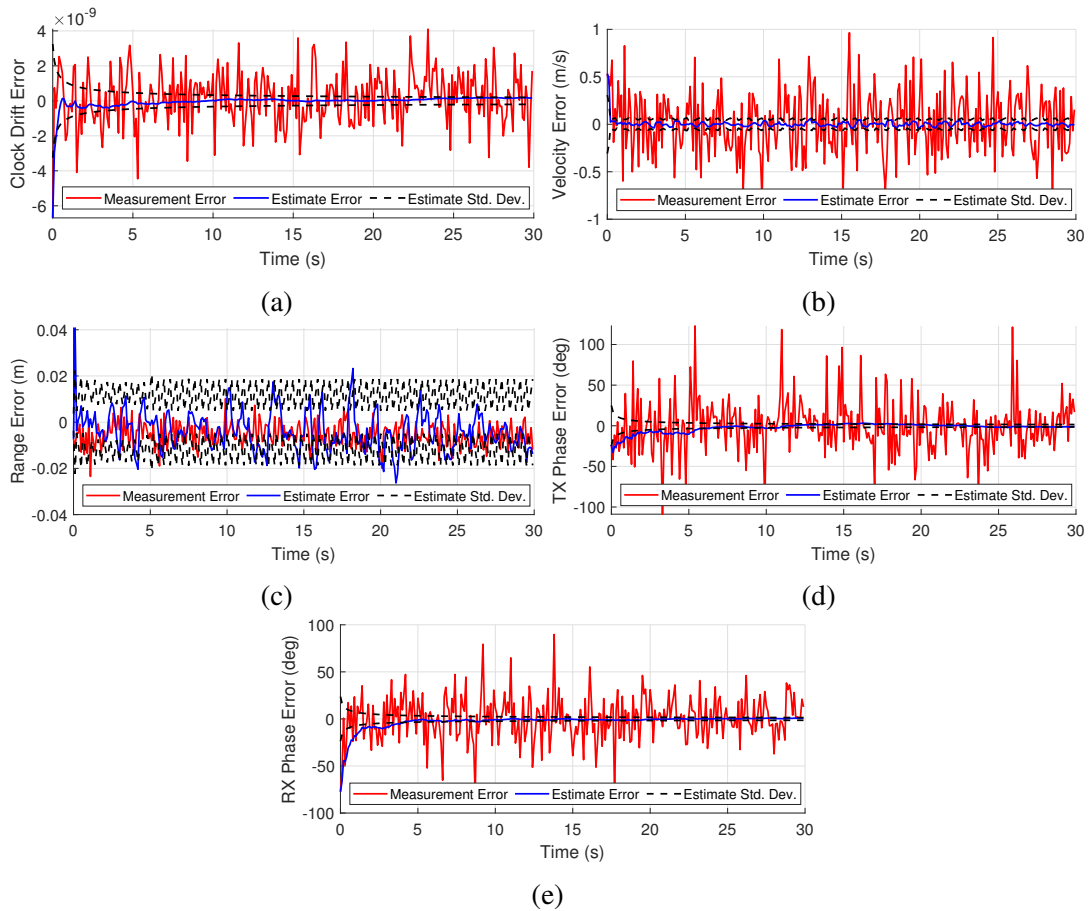 ×10⁻⁹
4
2
0
-2
-4
-6
Clock Drift Error
Measurement Error Estimate Error Estimate Std. Dev.
0 5 10 15 20 25 30
Time (s)
(a)
1
0.5
0
-0.5
-1
Velocity Error (m/s)
Measurement Error Estimate Error Estimate Std. Dev.
0 5 10 15 20 25 30
Time (s)
(b)
0.04
0.02
0
-0.02
-0.04
Range Error (m)
Measurement Error Estimate Error Estimate Std. Dev.
0 5 10 15 20 25 30
Time (s)
(c)
100
50
0
-50
-100
TX Phase Error (deg)
Measurement Error Estimate Error Estimate Std. Dev.
0 5 10 15 20 25 30
Time (s)
(d)
100
50
0
-50
-100
RX Phase Error (deg)
Measurement Error Estimate Error Estimate Std. Dev.
0 5 10 15 20 25 30
Time (s)
(e)